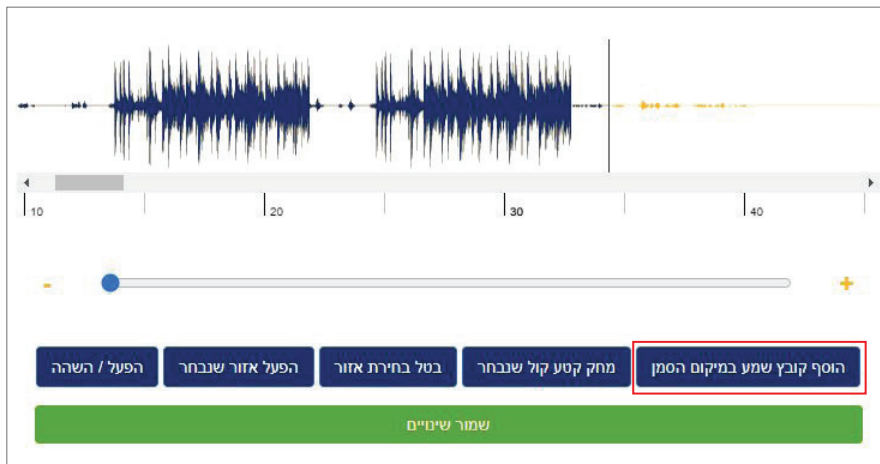 10 20 30 40
- +
הוסף קובץ שמע במיקום הסמן מחק קטע קול שנבחר בטל בחירת אזור הפעל אזור שנבחר הפעל / השהה
שמור שינויים